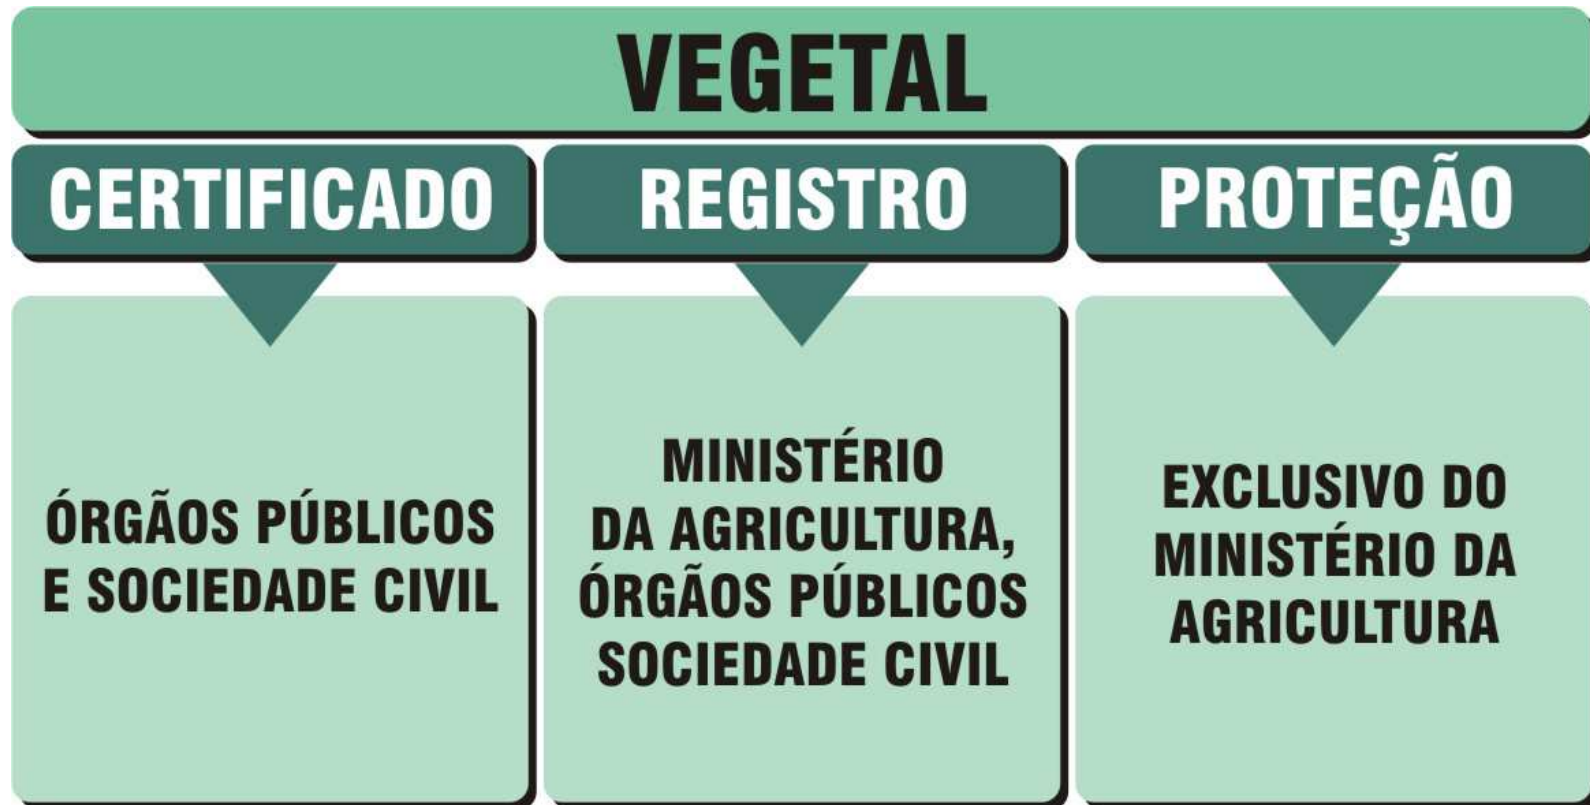 VEGETAL
CERTIFICADO
REGISTRO
PROTEÇÃO
ÓRGÃOS PÚBLICOS
E SOCIEDADE CIVIL
MINISTÉRIO
DA AGRICULTURA,
ÓRGÃOS PÚBLICOS
SOCIEDADE CIVIL
EXCLUSIVO DO
MINISTÉRIO DA
AGRICULTURA